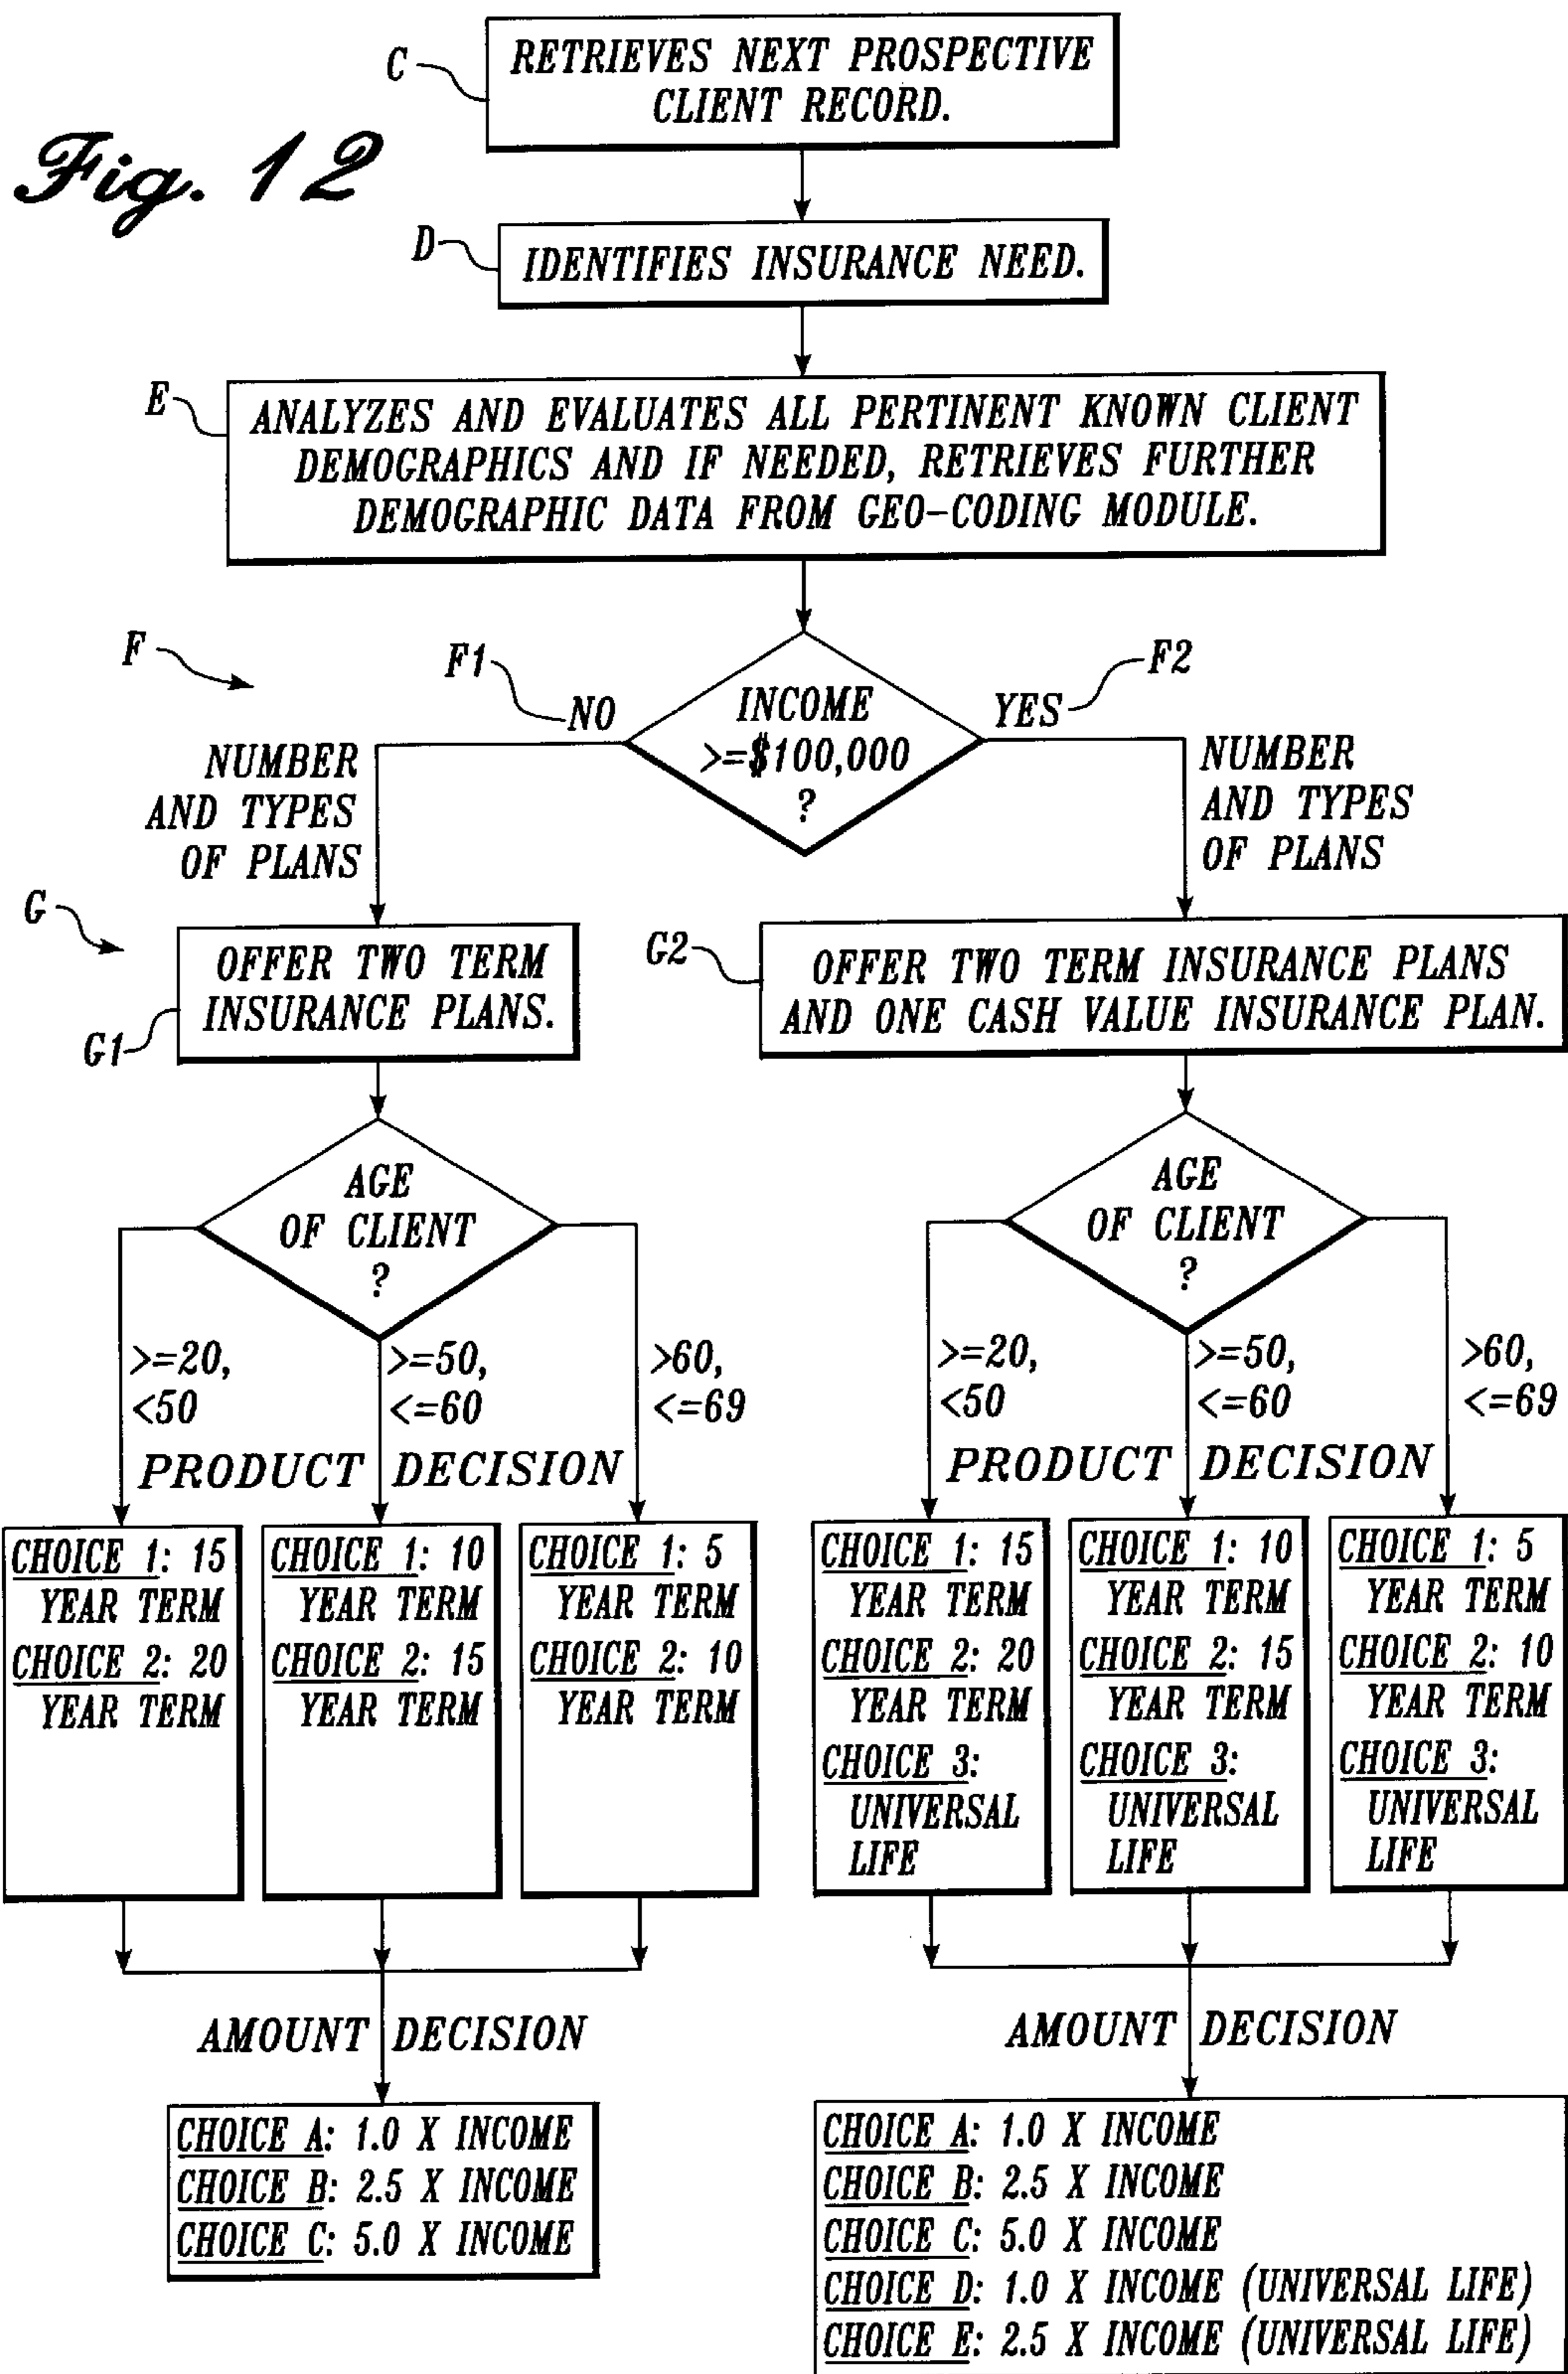 Fig. 12
C
RETRIEVES NEXT PROSPECTIVE
CLIENT RECORD.
D
IDENTIFIES INSURANCE NEED.
E
ANALYZES AND EVALUATES ALL PERTINENT KNOWN CLIENT
DEMOGRAPHICS AND IF NEEDED, RETRIEVES FURTHER
DEMOGRAPHIC DATA FROM GEO-CODING MODULE.
F
F1
NO
INCOME
>=$100,000
?
YES
F2
NUMBER
AND TYPES
OF PLANS
NUMBER
AND TYPES
OF PLANS
G
OFFER TWO TERM
INSURANCE PLANS.
G1
G2
OFFER TWO TERM INSURANCE PLANS
AND ONE CASH VALUE INSURANCE PLAN.
AGE
OF CLIENT
?
>=20,
<50
>=50,
<=60
>60,
<=69
PRODUCT DECISION
CHOICE 1: 15
YEAR TERM
CHOICE 2: 20
YEAR TERM
CHOICE 1: 10
YEAR TERM
CHOICE 2: 15
YEAR TERM
CHOICE 1: 5
YEAR TERM
CHOICE 2: 10
YEAR TERM
AMOUNT DECISION
CHOICE A: 1.0 X INCOME
CHOICE B: 2.5 X INCOME
CHOICE C: 5.0 X INCOME
AGE
OF CLIENT
?
>=20,
<50
>=50,
<=60
>60,
<=69
PRODUCT DECISION
CHOICE 1: 15
YEAR TERM
CHOICE 2: 20
YEAR TERM
CHOICE 3:
UNIVERSAL
LIFE
CHOICE 1: 10
YEAR TERM
CHOICE 2: 15
YEAR TERM
CHOICE 3:
UNIVERSAL
LIFE
CHOICE 1: 5
YEAR TERM
CHOICE 2: 10
YEAR TERM
CHOICE 3:
UNIVERSAL
LIFE
AMOUNT DECISION
CHOICE A: 1.0 X INCOME
CHOICE B: 2.5 X INCOME
CHOICE C: 5.0 X INCOME
CHOICE D: 1.0 X INCOME (UNIVERSAL LIFE)
CHOICE E: 2.5 X INCOME (UNIVERSAL LIFE)